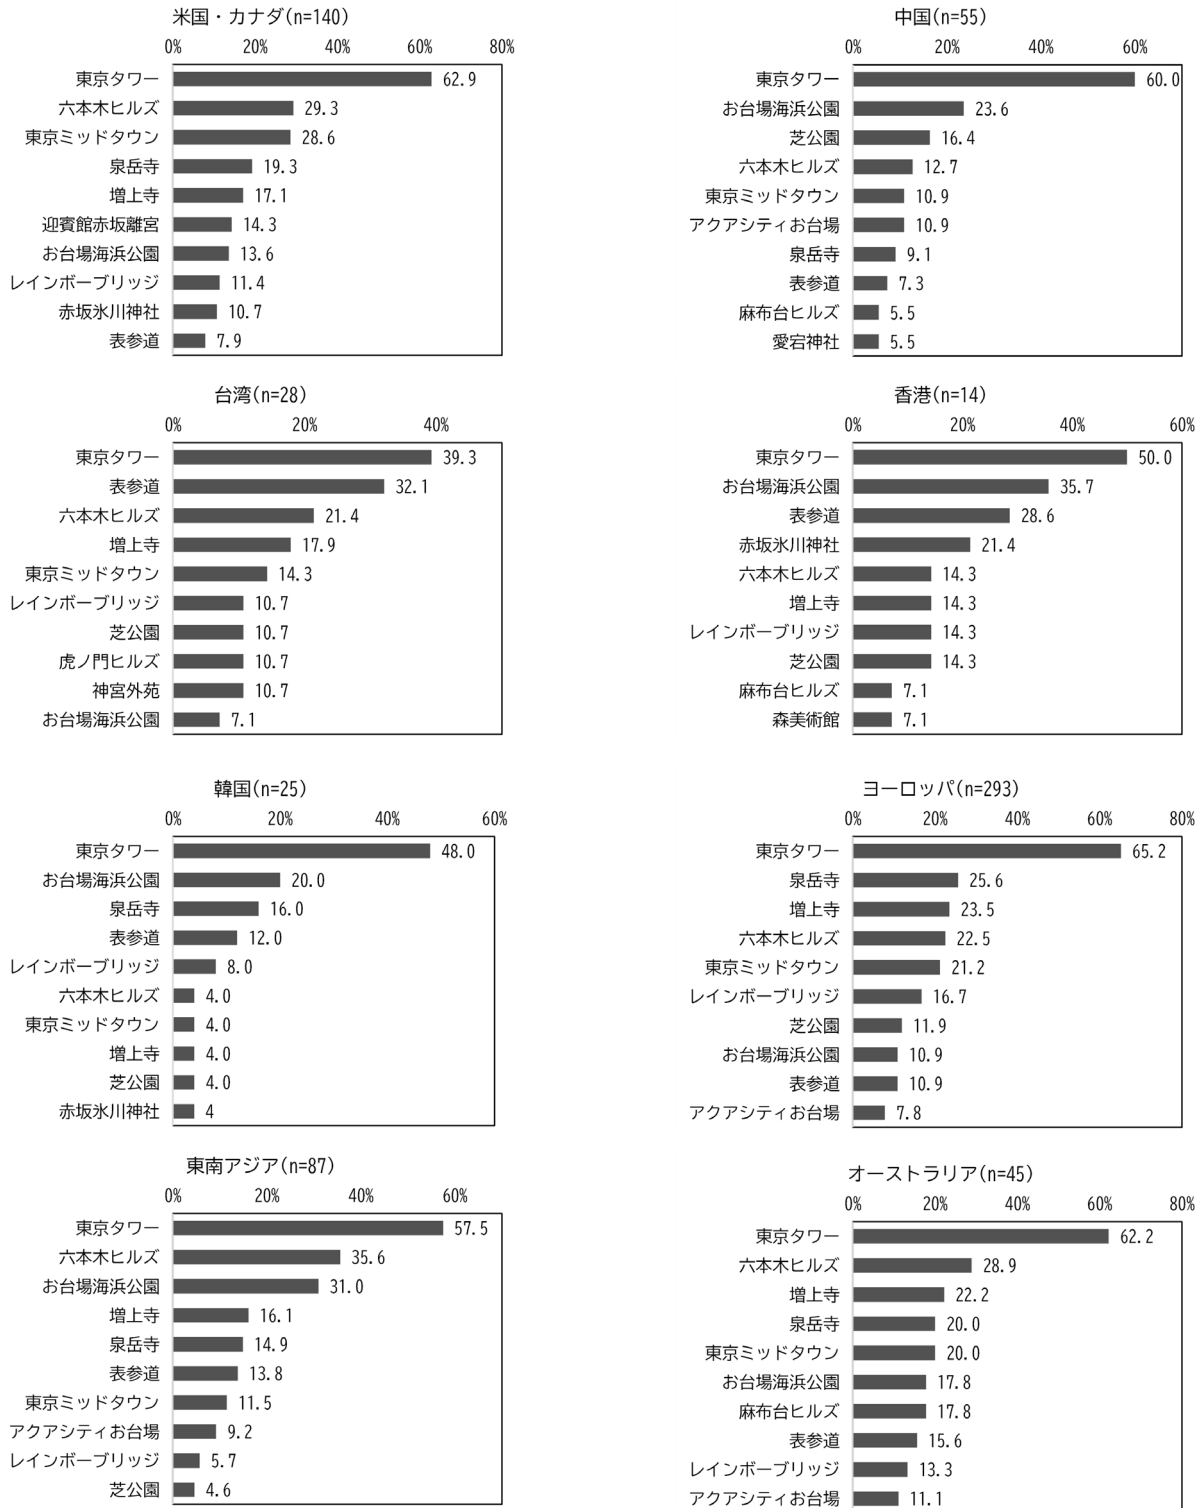 米国・カナダ(n=140)
0% 20% 40% 60% 80%
東京タワー 62.9
六本木ヒルズ 29.3
東京ミッドタウン 28.6
泉岳寺 19.3
増上寺 17.1
迎賓館赤坂離宮 14.3
お台場海浜公園 13.6
レインボーブリッジ 11.4
赤坂氷川神社 10.7
表参道 7.9
中国(n=55)
0% 20% 40% 60%
東京タワー 60.0
お台場海浜公園 23.6
芝公園 16.4
六本木ヒルズ 12.7
東京ミッドタウン 10.9
アクアシティお台場 10.9
泉岳寺 9.1
表参道 7.3
麻布台ヒルズ 5.5
愛宕神社 5.5
台湾(n=28)
0% 20% 40%
東京タワー 39.3
表参道 32.1
六本木ヒルズ 21.4
増上寺 17.9
東京ミッドタウン 14.3
レインボーブリッジ 10.7
芝公園 10.7
虎ノ門ヒルズ 10.7
神宮外苑 10.7
お台場海浜公園 7.1
香港(n=14)
0% 20% 40% 60%
東京タワー 50.0
お台場海浜公園 35.7
表参道 28.6
赤坂氷川神社 21.4
六本木ヒルズ 14.3
増上寺 14.3
レインボーブリッジ 14.3
芝公園 14.3
麻布台ヒルズ 7.1
森美術館 7.1
韓国(n=25)
0% 20% 40% 60%
東京タワー 48.0
お台場海浜公園 20.0
泉岳寺 16.0
表参道 12.0
レインボーブリッジ 8.0
六本木ヒルズ 4.0
東京ミッドタウン 4.0
増上寺 4.0
芝公園 4.0
赤坂氷川神社 4
ヨーロッパ(n=293)
0% 20% 40% 60% 80%
東京タワー 65.2
泉岳寺 25.6
増上寺 23.5
六本木ヒルズ 22.5
東京ミッドタウン 21.2
レインボーブリッジ 16.7
芝公園 11.9
お台場海浜公園 10.9
表参道 10.9
アクアシティお台場 7.8
東南アジア(n=87)
0% 20% 40% 60%
東京タワー 57.5
六本木ヒルズ 35.6
お台場海浜公園 31.0
増上寺 16.1
泉岳寺 14.9
表参道 13.8
東京ミッドタウン 11.5
アクアシティお台場 9.2
レインボーブリッジ 5.7
芝公園 4.6
オーストラリア(n=45)
0% 20% 40% 60% 80%
東京タワー 62.2
六本木ヒルズ 28.9
増上寺 22.2
泉岳寺 20.0
東京ミッドタウン 20.0
お台場海浜公園 17.8
麻布台ヒルズ 17.8
表参道 15.6
レインボーブリッジ 13.3
アクアシティお台場 11.1